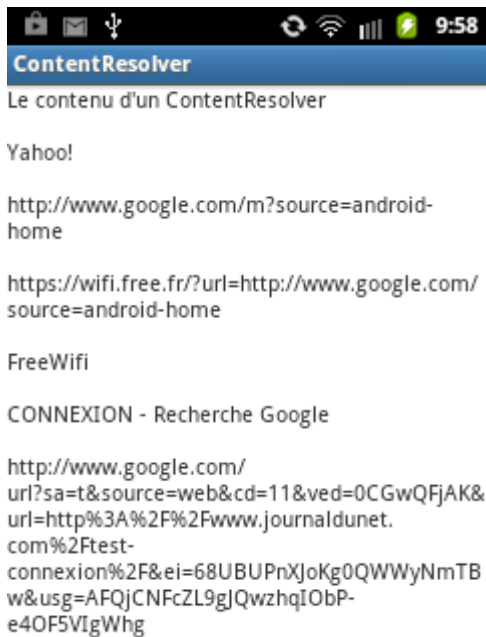 9:58
ContentResolver
Le contenu d'un ContentResolver
Yahoo!
http://www.google.com/m?source=android-
home
https://wifi.free.fr/?url=http://www.google.com/
source=android-home
FreeWifi
CONNEXION - Recherche Google
http://www.google.com/
url?sa=t&source=web&cd=11&ved=0CGwQFjAK&
url=http%3A%2F%2Fwww.journaldunet.
com%2Ftest-
connexion%2F&ei=68UBUPnXJoKg0QWWyNmTB
w&usg=AFQjCNFcZL9gJQwzhqIObP-
e4OF5VIgWhg